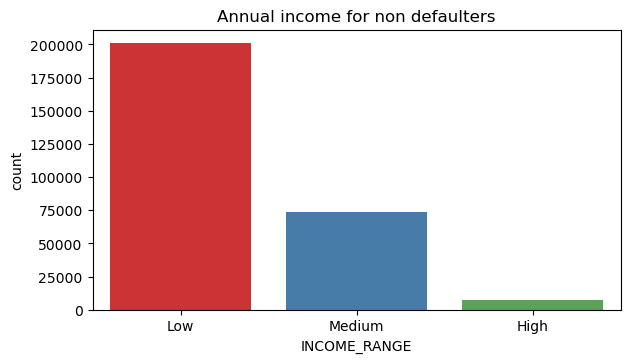 Annual income for non defaulters
200000
175000
150000
125000
100000
75000
50000
25000
0
count
Low Medium High
INCOME_RANGE